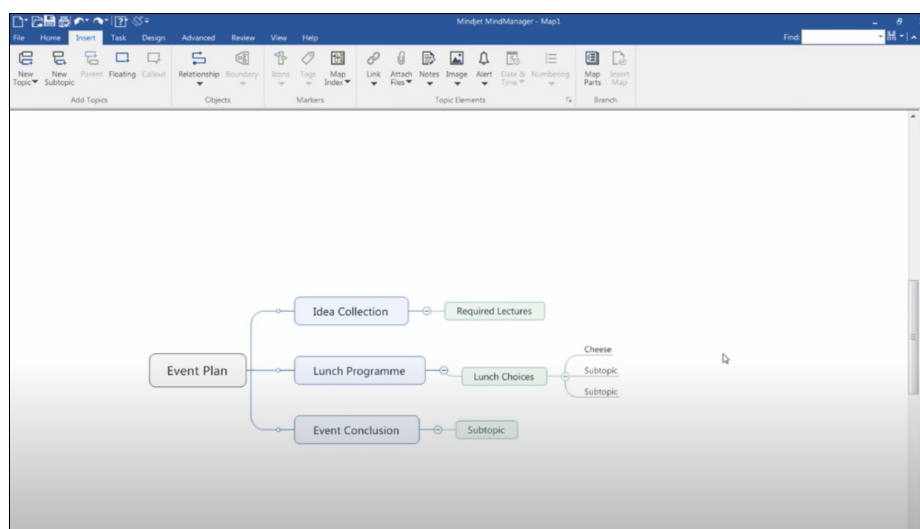 Mindjet MindManager - Map1
File Home Insert Task Design Advanced Review View Help Find:
New Topic New Subtopic Parent Floating Callout Relationship Boundary Icons Tags Map Index Link Attach Files Notes Image Alert Date & Time Numbering Map Parts Insert Map
Add Topics Objects Markers Topic Elements Branch
Idea Collection Required Lectures
Cheese
Event Plan Lunch Programme Lunch Choices Subtopic
Subtopic
Event Conclusion Subtopic